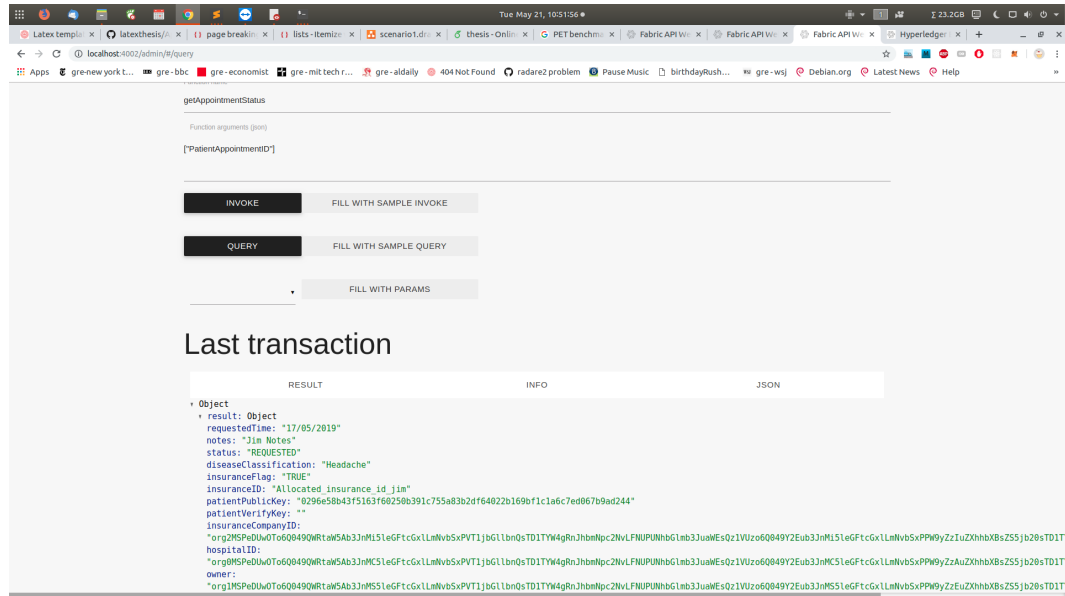 Tue May 21, 10:51:56
1
Σ 23.2GB
Latex templa
latexthesis/
page breakin
lists - Itemize
scenario1.dra
thesis - Onlin
PET benchma
Fabric API We
Fabric API We
Fabric API We
Hyperledger
localhost:4002/admin/#/query
Apps
gre-new york t...
gre-bbc
gre-economist
gre-mit tech r...
gre-aldaily
404 Not Found
radare2 problem
Pause Music
birthdayRush...
gre-wsj
Debian.org
Latest News
Help
getAppointmentStatus
Function arguments (json)
["PatientAppointmentID"]
INVOKE
FILL WITH SAMPLE INVOKE
QUERY
FILL WITH SAMPLE QUERY
FILL WITH PARAMS
Last transaction
RESULT INFO JSON
Object
result: Object
requestedTime: "17/05/2019"
notes: "Jim Notes"
status: "REQUESTED"
diseaseClassification: "Headache"
insuranceFlag: "TRUE"
insuranceID: "Allocated_insurance_id_jim"
patientPublicKey: "0296e58b43f5163f60250b391c755a83b2df64022b169bf1c1a6c7ed067b9ad244"
patientVerifyKey: ""
insuranceCompanyID:
hospitalID:
owner: